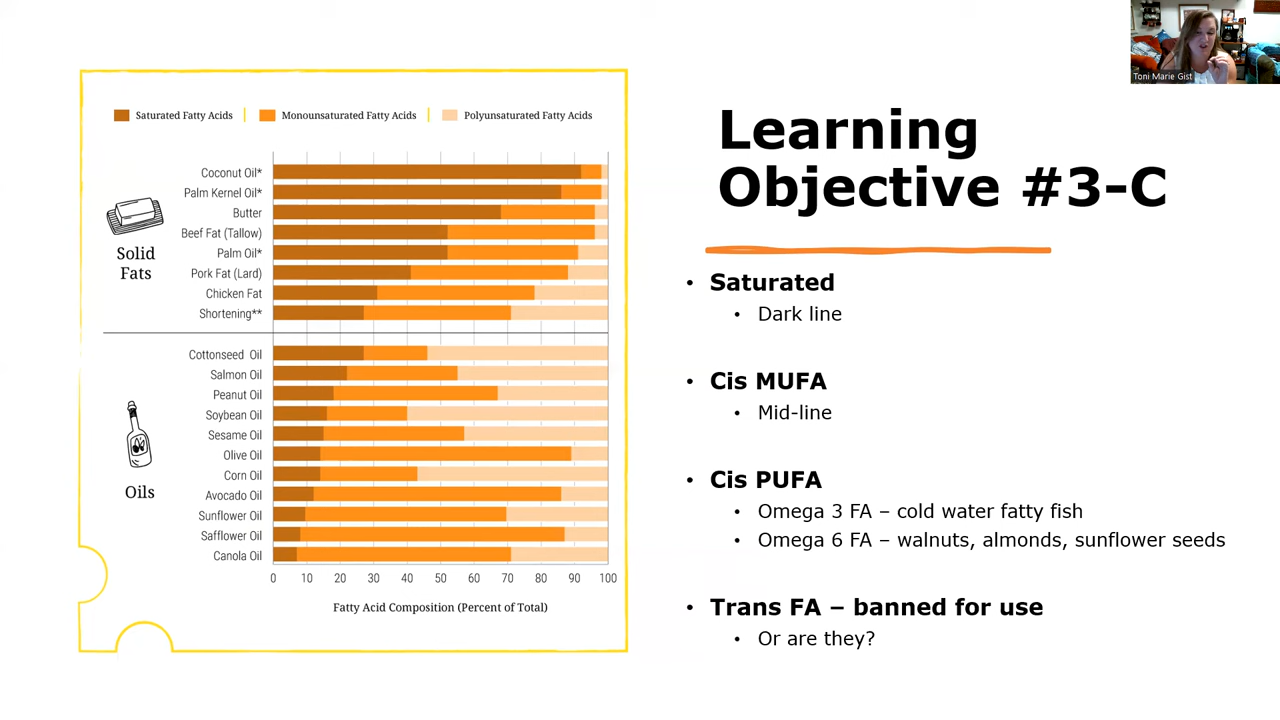 Toni Marie Gist
Saturated Fatty Acids
Monounsaturated Fatty Acids
Polyunsaturated Fatty Acids
Solid
Fats
Coconut Oil*
Palm Kernel Oil*
Butter
Beef Fat (Tallow)
Palm Oil*
Pork Fat (Lard)
Chicken Fat
Shortening**
Oils
Cottonseed Oil
Salmon Oil
Peanut Oil
Soybean Oil
Sesame Oil
Olive Oil
Corn Oil
Avocado Oil
Sunflower Oil
Safflower Oil
Canola Oil
0 10 20 30 40 50 60 70 80 90 100
Fatty Acid Composition (Percent of Total)
Learning
Objective #3-C
• Saturated
• Dark line
• Cis MUFA
• Mid-line
• Cis PUFA
• Omega 3 FA – cold water fatty fish
• Omega 6 FA – walnuts, almonds, sunflower seeds
• Trans FA – banned for use
• Or are they?